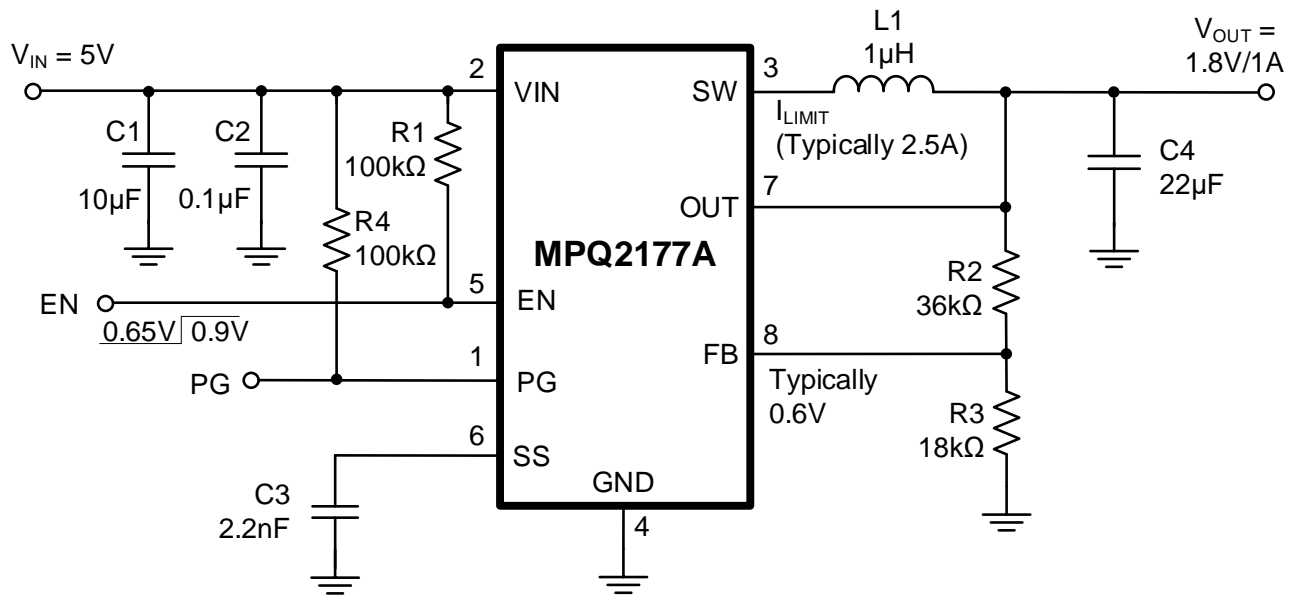 V_IN = 5V
C1
10µF
C2
0.1µF
R1
100kΩ
R4
100kΩ
EN
0.65V 0.9V
PG
C3
2.2nF
2
5
1
6
VIN
EN
PG
SS
MPQ2177A
GND
4
SW
OUT
FB
3
7
8
L1
1µH
I_LIMIT
(Typically 2.5A)
Typically
0.6V
R2
36kΩ
R3
18kΩ
C4
22µF
V_OUT =
1.8V/1A